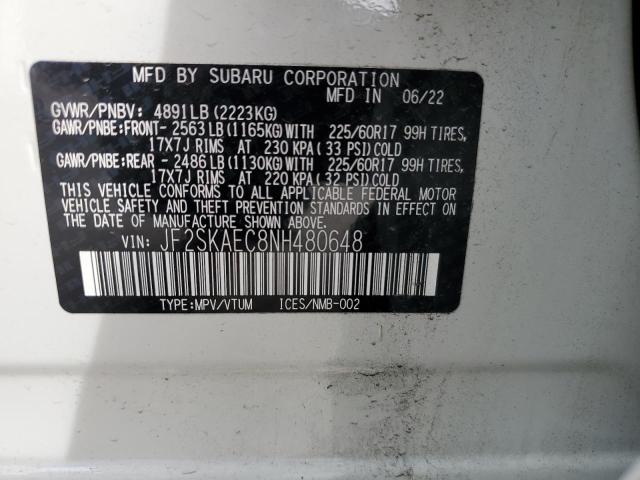 MFD BY SUBARU CORPORATION
MFD IN 06/22
GVWR/PNBV: 4891LB (2223KG)
GAWR/PNBE:FRONT- 2563LB (1165KG)WITH 225/60R17 99H TIRES,
17X7J RIMS AT 230 KPA (33 PSI)COLD
GAWR/PNBE:REAR - 2486LB (1130KG)WITH 225/60R17 99H TIRES,
17X7J RIMS AT 220 KPA (32 PSI)COLD
THIS VEHICLE CONFORMS TO ALL APPLICABLE FEDERAL MOTOR
VEHICLE SAFETY AND THEFT PREVENTION STANDARDS IN EFFECT ON
THE DATE OF MANUFACTURE SHOWN ABOVE.
VIN: JF2SKAEC8NH480648
TYPE:MPV/VTUM ICES/NMB-002